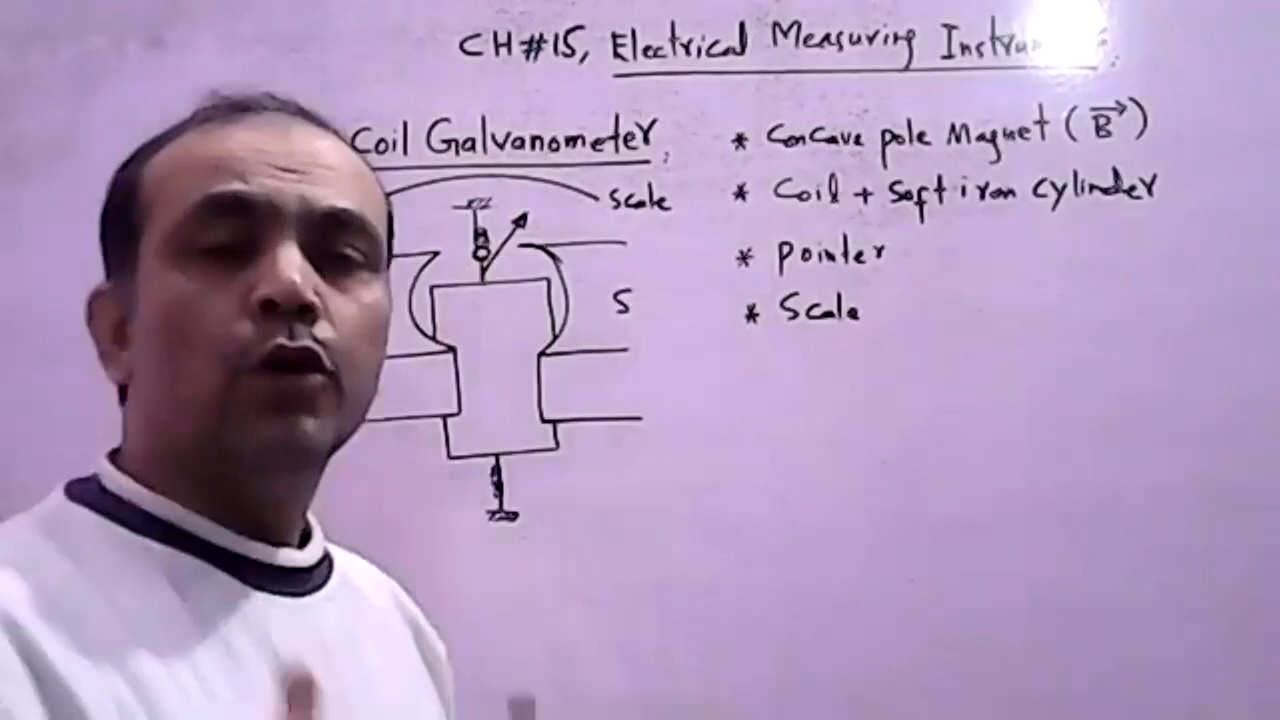 CH#15, Electrical Measuring
Coil Galvanometer
* Concave pole Magnet (B)
scale
* Coil + Soft iron cylinder
* pointer
S
* Scale